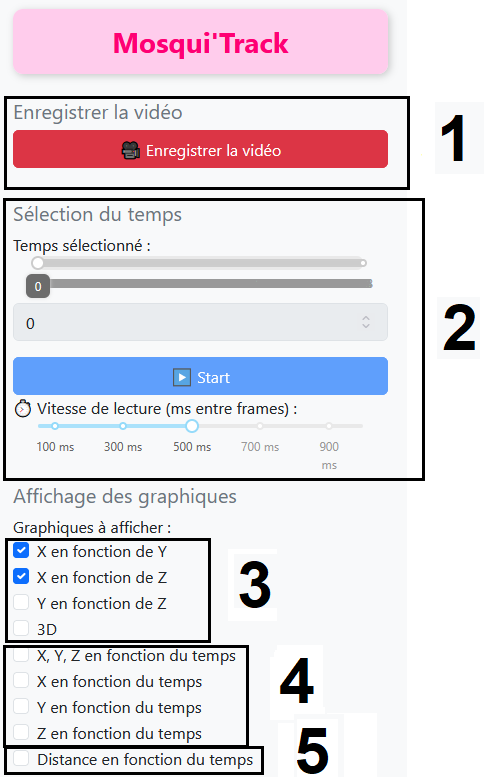 Mosqui'Track
Enregistrer la vidéo
Enregistrer la vidéo
1
Sélection du temps
Temps sélectionné :
0
0
2
Start
Vitesse de lecture (ms entre frames) :
100 ms 300 ms 500 ms 700 ms 900 ms
Affichage des graphiques
Graphiques à afficher :
X en fonction de Y
X en fonction de Z
Y en fonction de Z
3D
3
X, Y, Z en fonction du temps
X en fonction du temps
Y en fonction du temps
Z en fonction du temps
4
Distance en fonction du temps
5